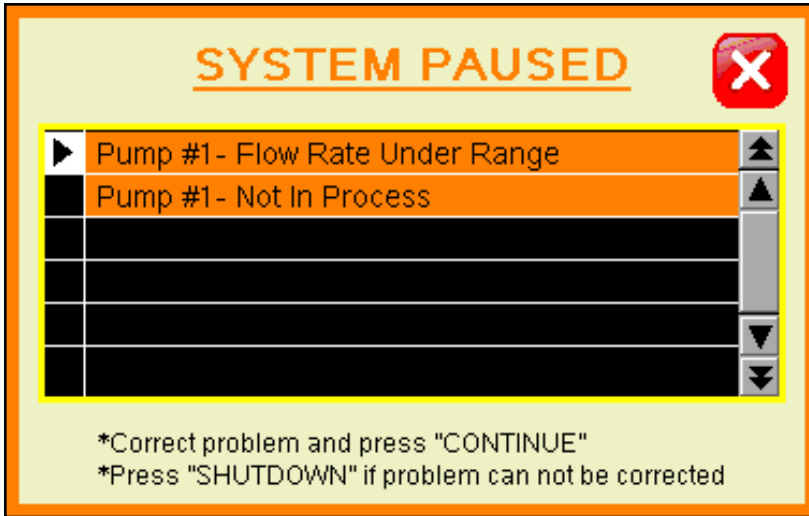 SYSTEM PAUSED
Pump #1- Flow Rate Under Range
Pump #1- Not In Process
*Correct problem and press "CONTINUE"
*Press "SHUTDOWN" if problem can not be corrected